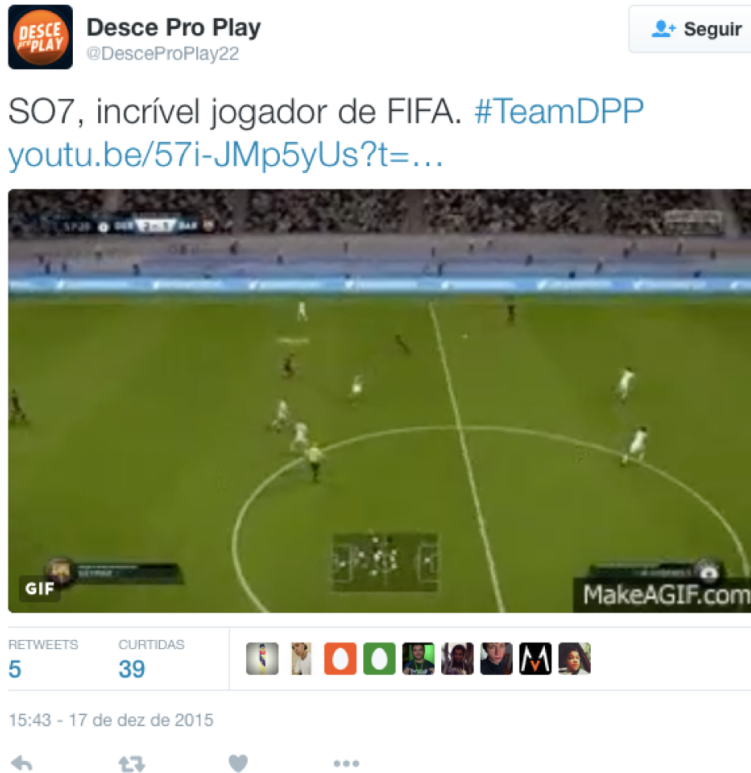 DESCE
pro PLAY
Desce Pro Play
@DesceProPlay22
Seguir
SO7, incrível jogador de FIFA. #TeamDPP
youtu.be/57i-JMp5yUs?t=…
BAR
GIF
MakeAGIF.com
RETWEETS
5
CURTIDAS
39
15:43 - 17 de dez de 2015